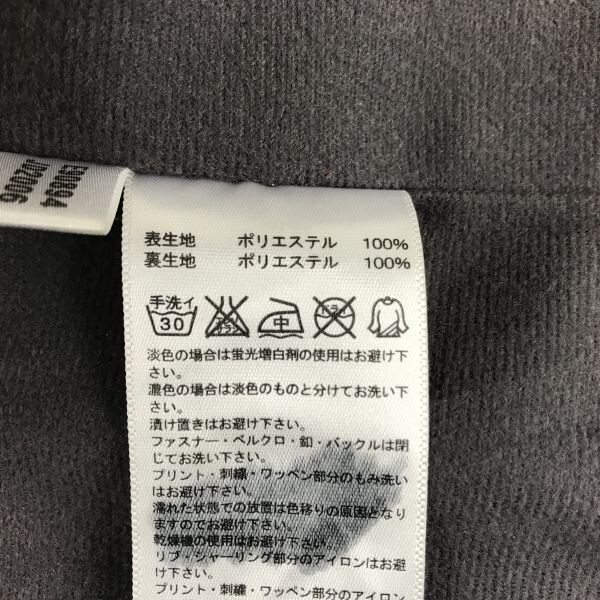 表生地 ポリエステル 100%
裏生地 ポリエステル 100%
手洗イ
30
エンソ サラシ
中
淡色の場合は蛍光増白剤の使用はお避け下
さい。
濃色の場合は淡色のものと分けてお洗い下
さい。
漬け置きはお避け下さい。
ファスナー・ベルクロ・釦・バックルは閉
じてお洗い下さい。
プリント・刺繍・ワッペン部分のもみ洗い
はお避け下さい。
濡れた状態での放置は色移りの原因となり
ますのでお避け下さい。
乾燥機の使用はお避け下さい。
リブ・シャーリング部分のアイロンはお避
け下さい。
プリント・刺繍・ワッペン部分のアイロン